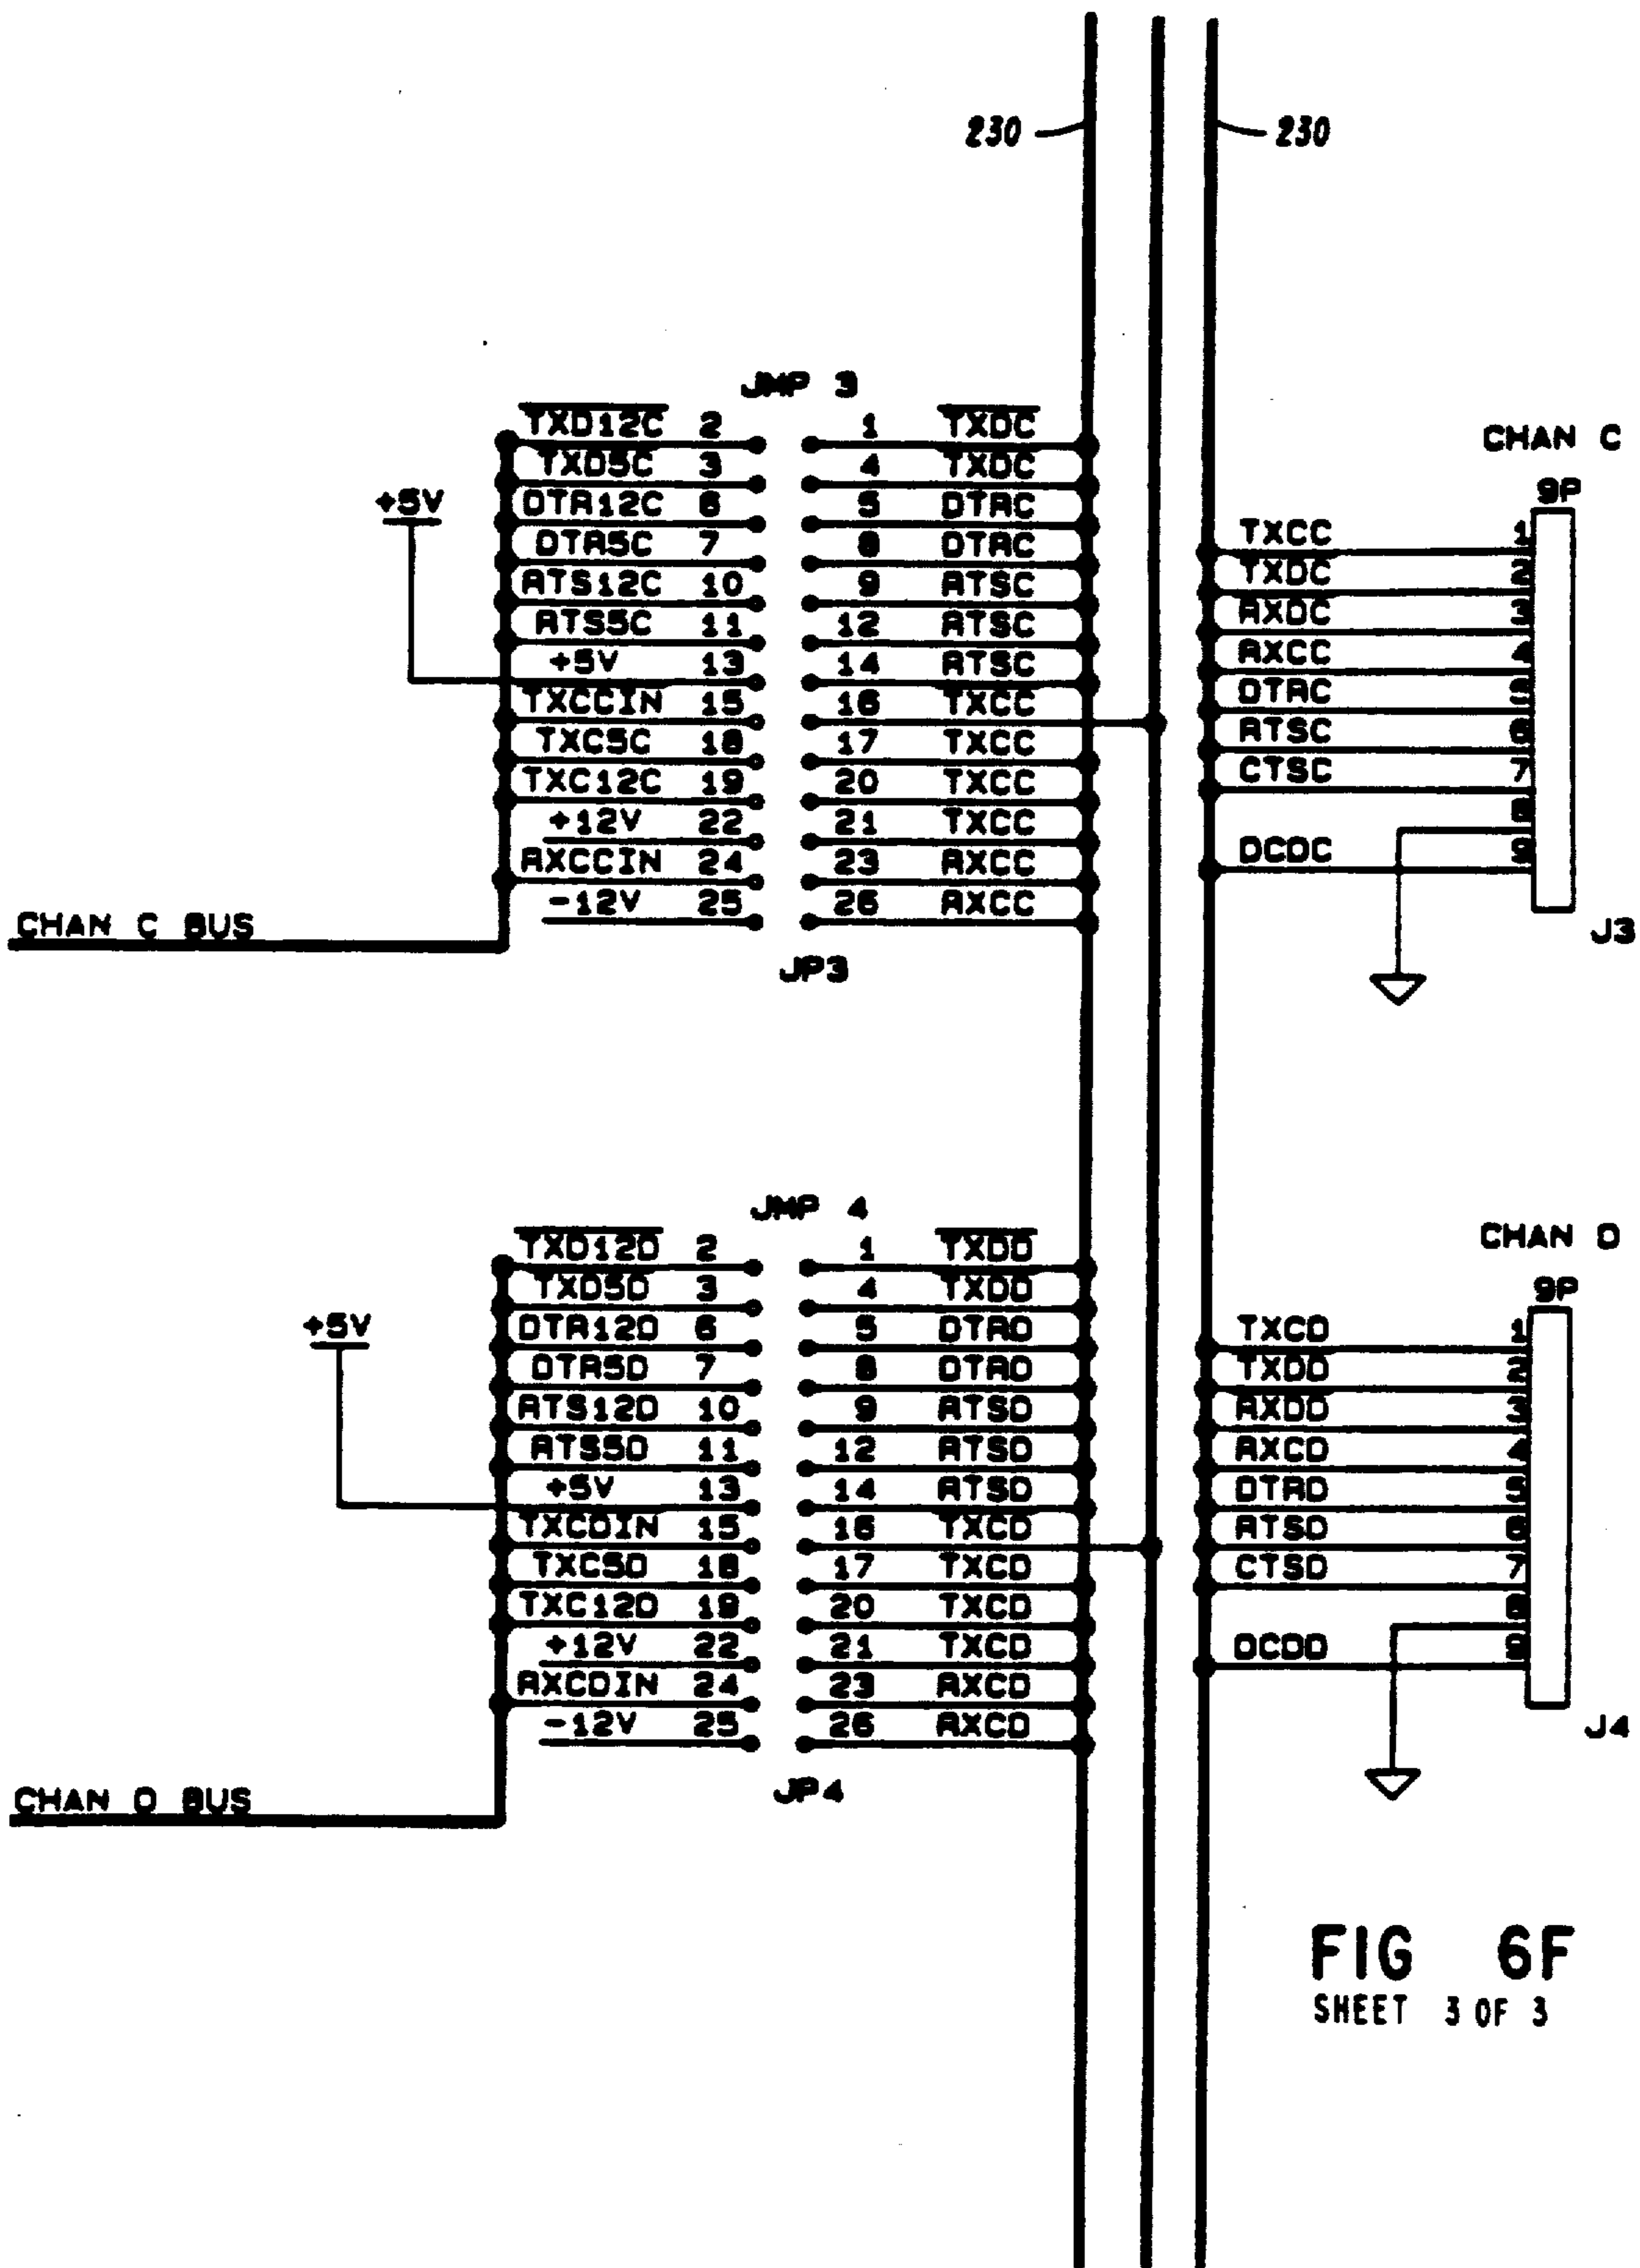 230 230
JMP 3
TXD12C 2 1 TXDC
TXD5C 3 4 TXDC
DTR12C 6 5 DTRC
DTR5C 7 8 DTRC
RTS12C 10 9 RTSC
RTS5C 11 12 RTSC
+5V 13 14 RTSC
TXCCIN 15 16 TXCC
TXC5C 18 17 TXCC
TXC12C 19 20 TXCC
+12V 22 21 TXCC
RXCCIN 24 23 RXCC
-12V 25 26 RXCC
JP3
+5V
CHAN C BUS
CHAN C
9P
TXCC 1
TXDC 2
RXDC 3
RXCC 4
DTRC 5
RTSC 6
CTSC 7
8
DCDC 9
J3
JMP 4
TXD12D 2 1 TXDD
TXD5D 3 4 TXDD
DTR12D 6 5 DTRD
DTR5D 7 8 DTRD
RTS12D 10 9 RTSD
RTS5D 11 12 RTSD
+5V 13 14 RTSD
TXCDIN 15 16 TXCD
TXC5D 18 17 TXCD
TXC12D 19 20 TXCD
+12V 22 21 TXCD
RXCDIN 24 23 RXCD
-12V 25 26 RXCD
JP4
+5V
CHAN D BUS
CHAN D
9P
TXCD 1
TXDD 2
RXDD 3
RXCD 4
DTRD 5
RTSD 6
CTSD 7
8
DCDD 9
J4
FIG 6F
SHEET 3 OF 3